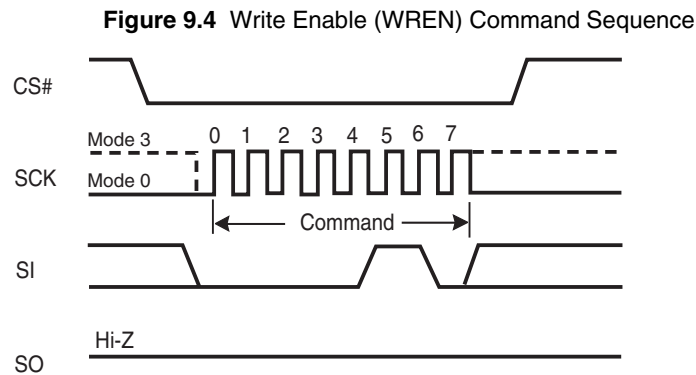 Figure 9.4 Write Enable (WREN) Command Sequence
CS#
Mode 3
0 1 2 3 4 5 6 7
SCK
Mode 0
Command
SI
Hi-Z
SO